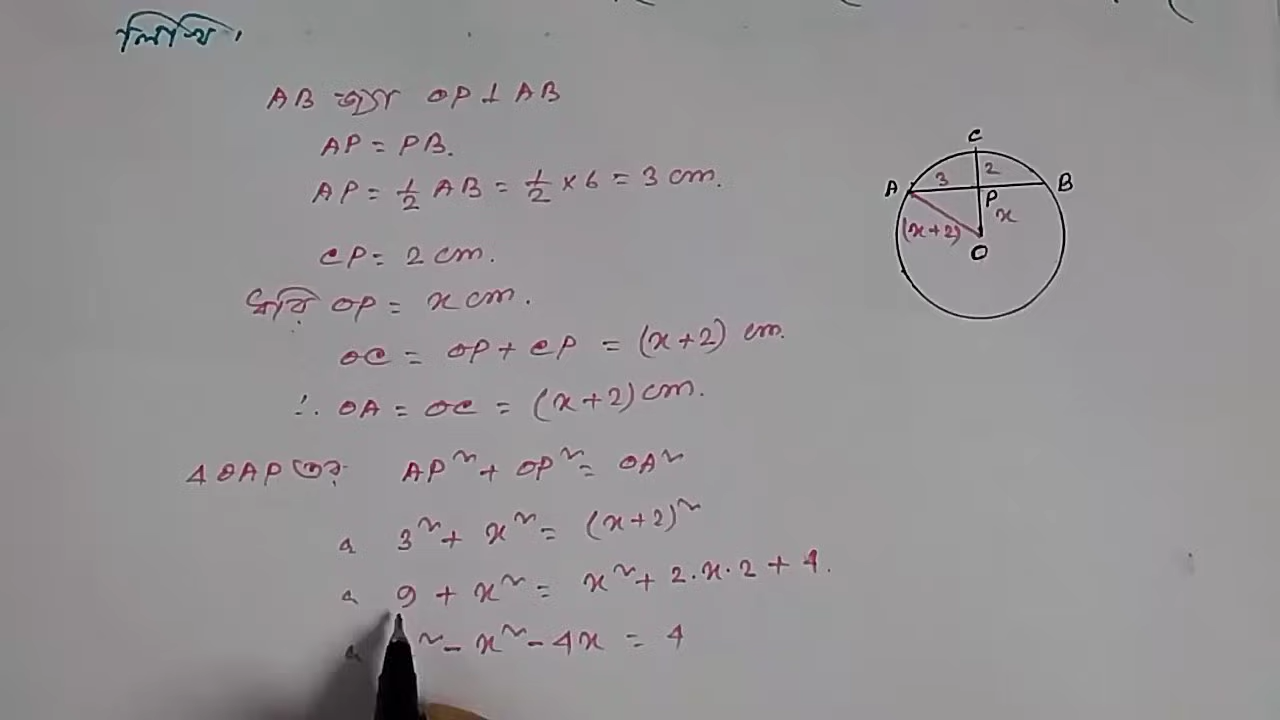 লিখি।
AB জ্যা OP ⊥ AB
AP = PB.
AP = 1/2 AB = 1/2 × 6 = 3 cm.
CP = 2 cm.
ধরি OP = x cm.
OC = OP + CP = (x+2) cm.
∴ OA = OC = (x+2) cm.
△OAP এর AP² + OP² = OA²
বা 3² + x² = (x+2)²
বা 9 + x² = x² + 2.x.2 + 4.
বা ² - x² - 4x = 4
C
A 3 2 B
P
(x+2) x
O